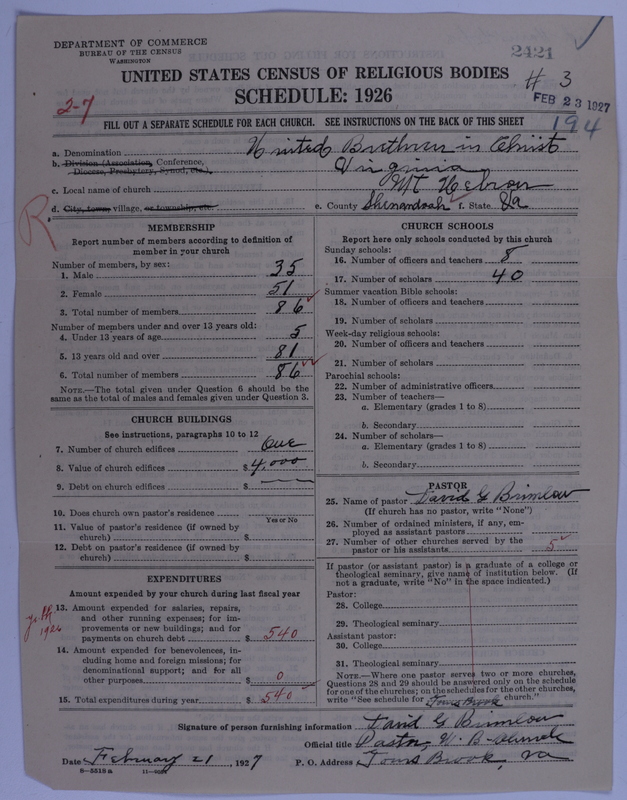 DEPARTMENT OF COMMERCE
BUREAU OF THE CENSUS
WASHINGTON
2421
UNITED STATES CENSUS OF RELIGIOUS BODIES
# 3
SCHEDULE: 1926
FEB 23 1927
2-7
194
FILL OUT A SEPARATE SCHEDULE FOR EACH CHURCH. SEE INSTRUCTIONS ON THE BACK OF THIS SHEET
a. Denomination United Brethren in Christ
b. Division (Association, Conference, Virginia
Diocese, Presbytery, Synod, etc.)
c. Local name of church Mt Hebron
d. City, town, village, or township, etc. e. County Shenandoah f. State Va
R
MEMBERSHIP
Report number of members according to definition of
member in your church
Number of members, by sex:
1. Male 35
2. Female 51
3. Total number of members 86
Number of members under and over 13 years old:
4. Under 13 years of age 5
5. 13 years old and over 81
6. Total number of members 86
NOTE.—The total given under Question 6 should be
same as the total of males and females given under Question 3.
CHURCH BUILDINGS
See instructions, paragraphs 10 to 12
7. Number of church edifices One
8. Value of church edifices $ 4,000
9. Debt on church edifices $ —
10. Does church own pastor's residence
Yes or No
11. Value of pastor's residence (if owned by
church) $
12. Debt on pastor's residence (if owned by
church) $
EXPENDITURES
Amount expended by your church during last fiscal year
1926
13. Amount expended for salaries, repairs,
and other running expenses; for im-
provements or new buildings; and for
payments on church debt $ 540
14. Amount expended for benevolences, in-
cluding home and foreign missions; for
denominational support; and for all
other purposes $ 0
15. Total expenditures during year $ 540
CHURCH SCHOOLS
Report here only schools conducted by this church
Sunday schools:
16. Number of officers and teachers 8
17. Number of scholars 40
Summer vacation Bible schools:
18. Number of officers and teachers
19. Number of scholars
Week-day religious schools:
20. Number of officers and teachers
21. Number of scholars
Parochial schools:
22. Number of administrative officers
23. Number of teachers—
a. Elementary (grades 1 to 8)
b. Secondary
24. Number of scholars—
a. Elementary (grades 1 to 8)
b. Secondary
PASTOR
25. Name of pastor David G Brimlow
(If church has no pastor, write "None")
26. Number of ordained ministers, if any, em-
ployed as assistant pastors
27. Number of other churches served by the
pastor or his assistants 5
If pastor (or assistant pastor) is a graduate of a college or
theological seminary, give name of institution below. (If
not a graduate, write "No" in the space indicated.)
Pastor:
28. College
29. Theological seminary
Assistant pastor:
30. College
31. Theological seminary
NOTE.—Where one pastor serves two or more churches,
Questions 28 and 29 should be answered only on the schedule
for one of the churches; on the schedules for the other churches,
write "See schedule for Toms Brook church."
Signature of person furnishing information David G Brimlow
Official title Pastor, U. B. Church
Date February 21, 1927 P. O. Address Toms Brook, Va
8-5518a